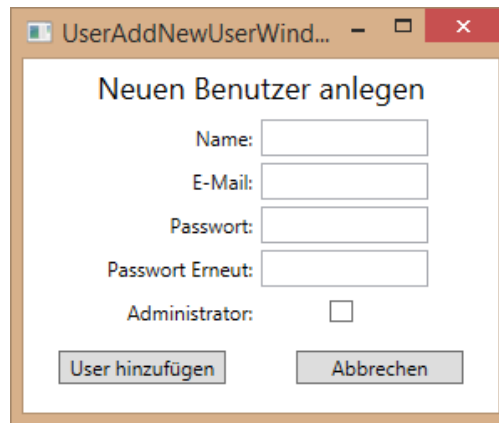 UserAddNewUserWind...
Neuen Benutzer anlegen
Name:
E-Mail:
Passwort:
Passwort Erneut:
Administrator:
User hinzufügen Abbrechen